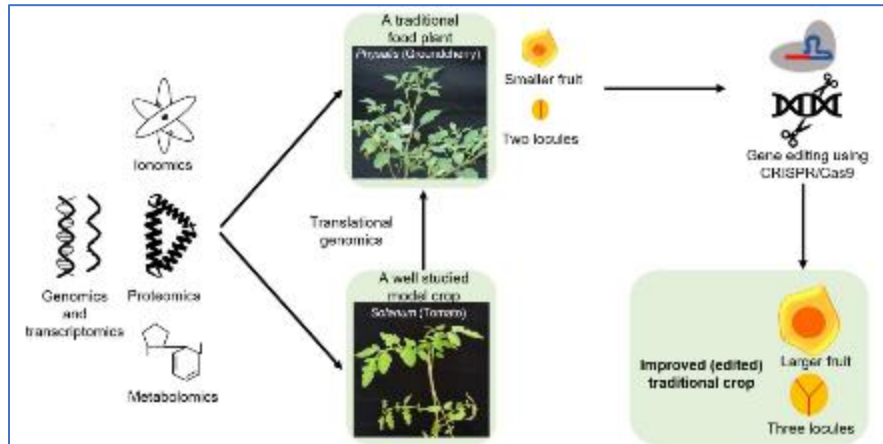 A traditional
food plant
Physalis (Groundcherry)
Smaller fruit
Two locules
Gene editing using
CRISPR/Cas9
Ionomics
Genomics
and
transcriptomics
Proteomics
Metabolomics
Translational
genomics
A well studied
model crop
Solanum (Tomato)
Improved (edited)
traditional crop
Larger fruit
Three locules